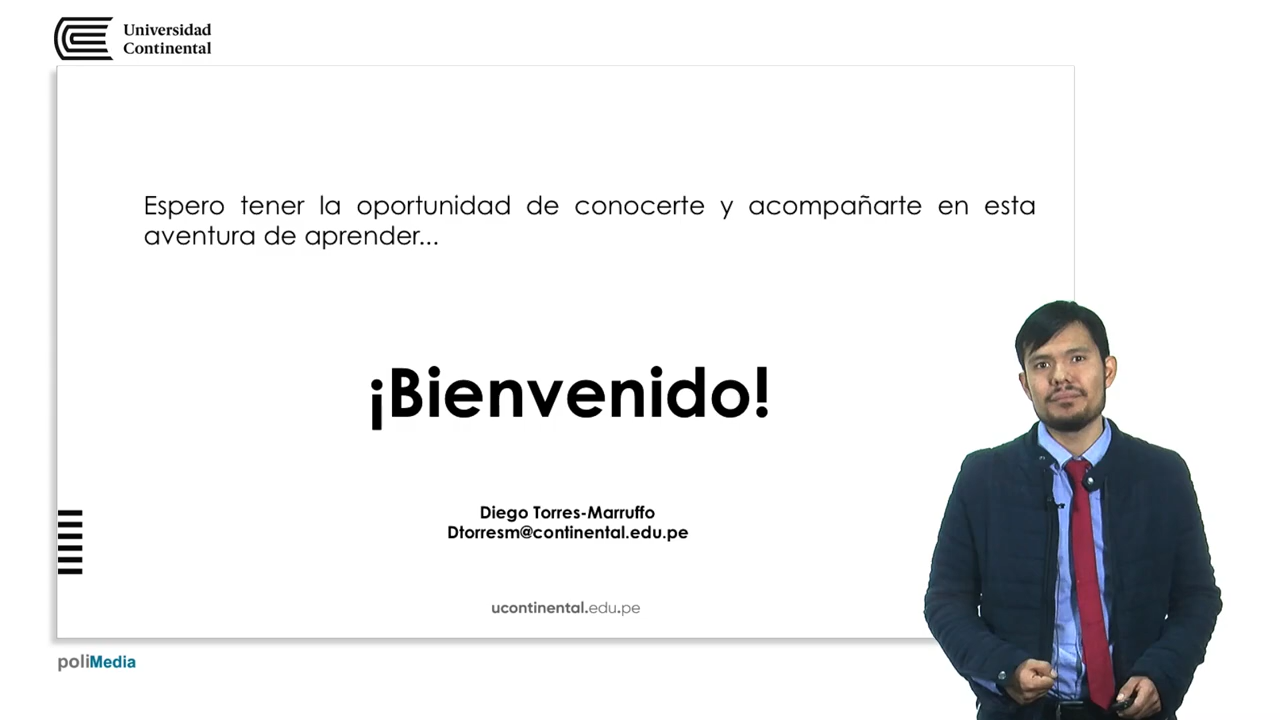 Universidad
Continental
Espero tener la oportunidad de conocerte y acompañarte en esta
aventura de aprender...
¡Bienvenido!
Diego Torres-Marruffo
Dtorresm@continental.edu.pe
ucontinental.edu.pe
poliMedia